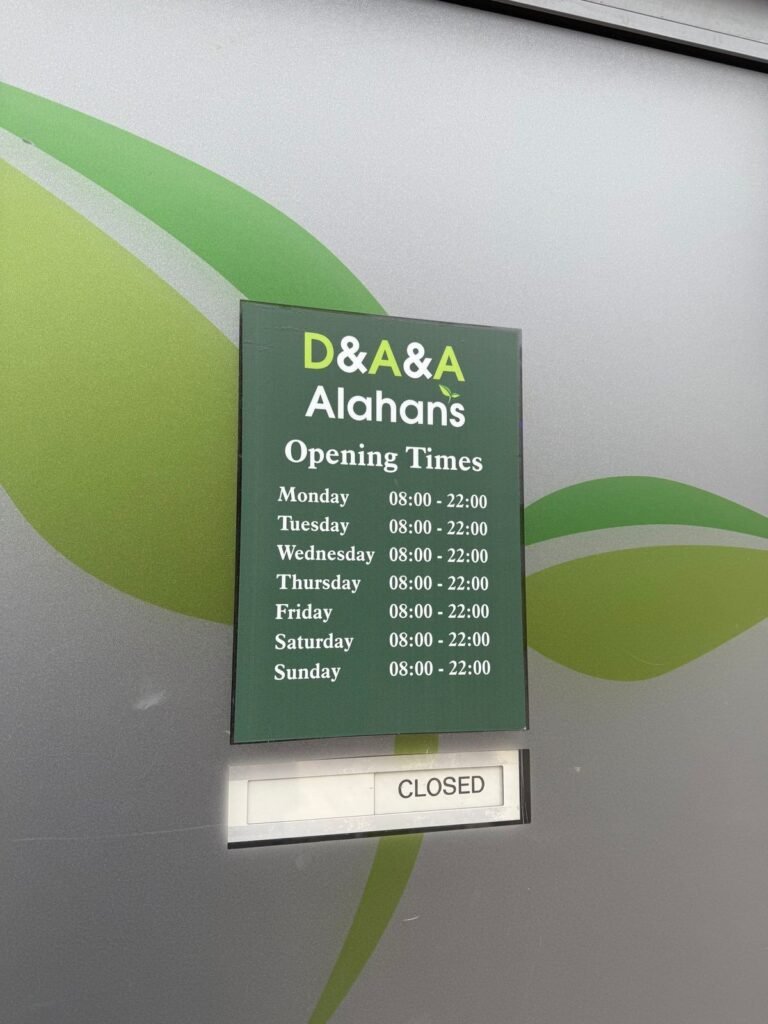 D&A&A
Alahan's
Opening Times
Monday 08:00 - 22:00
Tuesday 08:00 - 22:00
Wednesday 08:00 - 22:00
Thursday 08:00 - 22:00
Friday 08:00 - 22:00
Saturday 08:00 - 22:00
Sunday 08:00 - 22:00
CLOSED